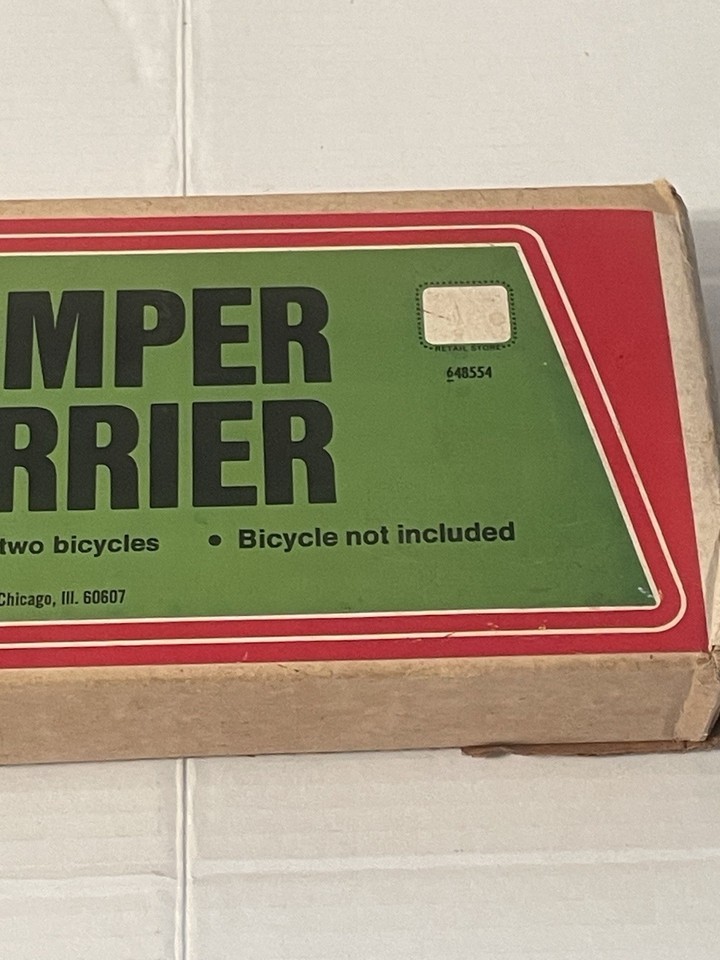 MPER
RRIER
RETAIL STORE
648554
two bicycles • Bicycle not included
Chicago, Ill. 60607